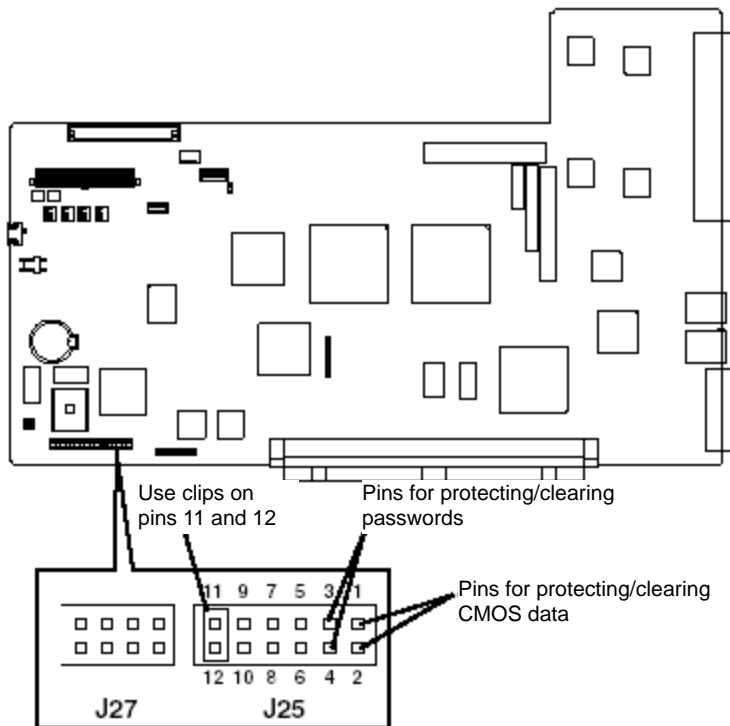 Use clips on
pins 11 and 12
Pins for protecting/clearing
passwords
11 9 7 5 3 1
Pins for protecting/clearing
CMOS data
12 10 8 6 4 2
J27 J25